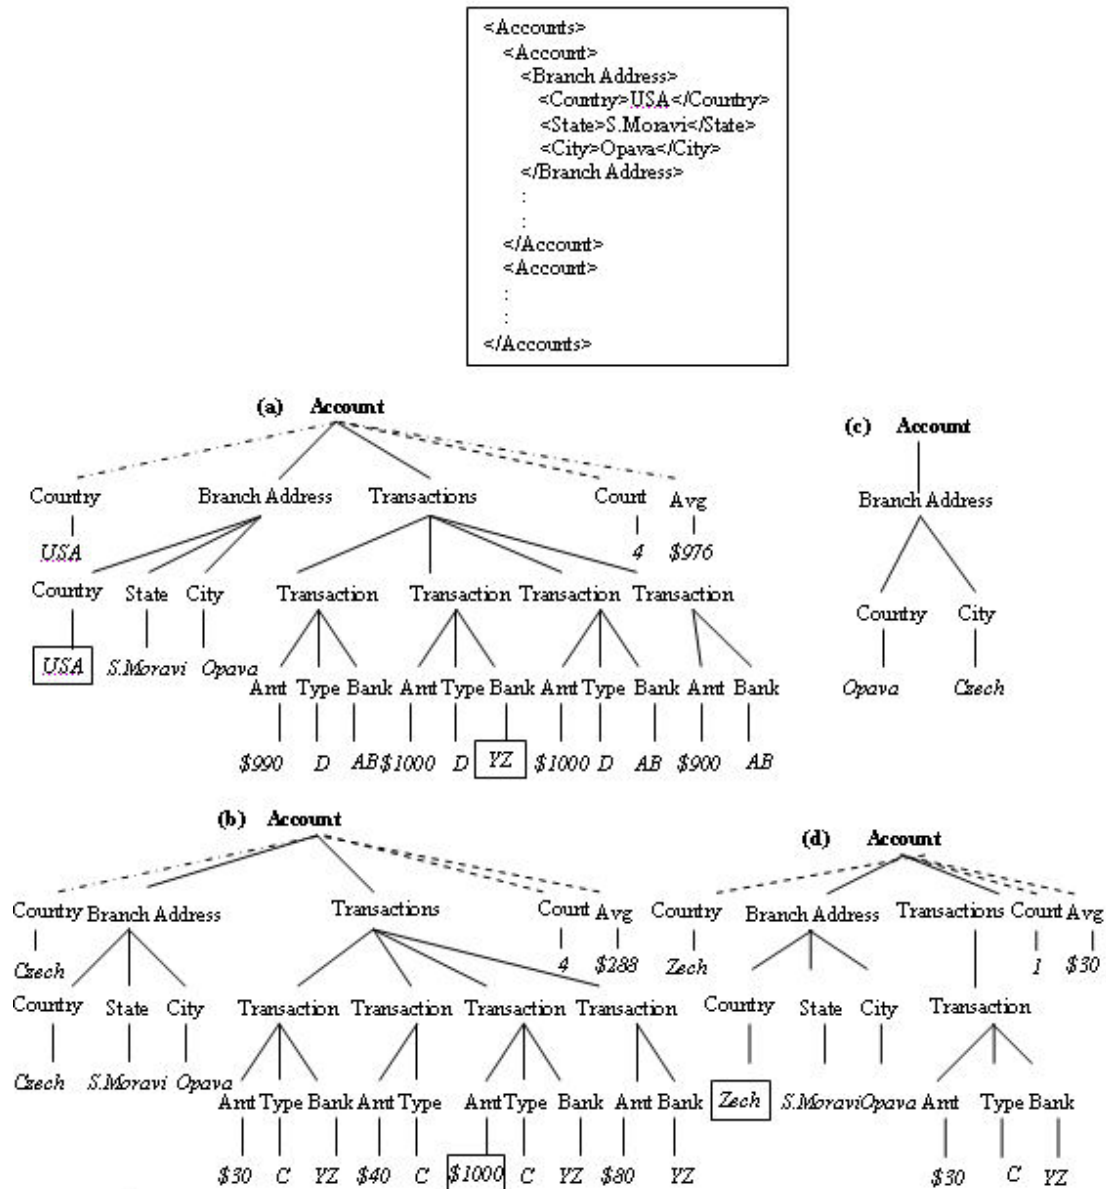 <Accounts>
<Account>
<Branch Address>
<Country>USA</Country>
<State>S.Moravi</State>
<City>Opava</City>
</Branch Address>
:
:
</Account>
<Account>
:
:
</Accounts>
(a) Account
Country Branch Address Transactions Count Avg
USA 4 $976
Country State City Transaction Transaction Transaction Transaction
USA S.Moravi Opava
Amt Type Bank Amt Type Bank Amt Type Bank Amt Bank
$990 D AB $1000 D YZ $1000 D AB $900 AB
(c) Account
Branch Address
Country City
Opava Czech
(b) Account
Country Branch Address Transactions Count Avg
Czech 4 $288
Country State City Transaction Transaction Transaction Transaction
Czech S.Moravi Opava
Amt Type Bank Amt Type Amt Type Bank Amt Bank
$30 C YZ $40 C $1000 C YZ $80 YZ
(d) Account
Country Branch Address Transactions Count Avg
Zech 1 $30
Country State City Transaction
Zech S.Moravi Opava Amt Type Bank
$30 C YZ